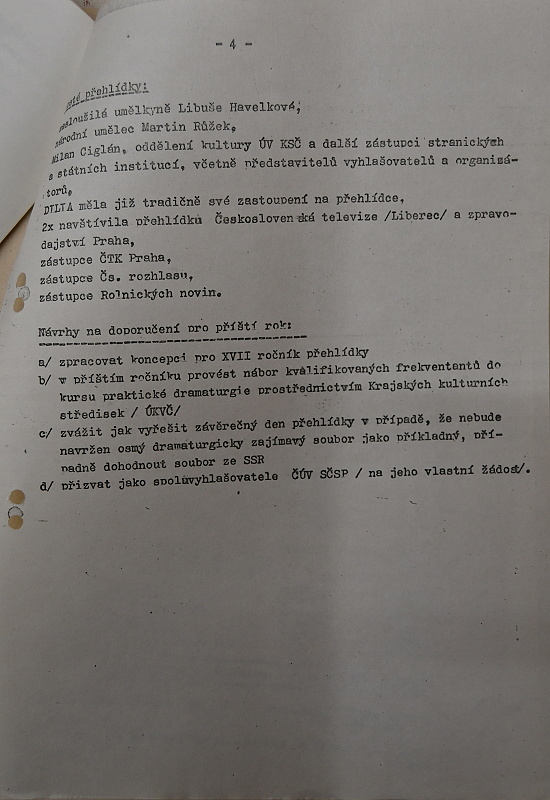 - 4 -
přehlídky:
zasloužilá umělkyně Libuše Havelková,
národní umělec Martin Růžek,
Milan Ciglán, oddělení kultury ÚV KSČ a další zástupci stranických
a státních institucí, včetně představitelů vyhlašovatelů a organizá-
torů,
DILIA měla již tradičně své zastoupení na přehlídce,
2x navštívila přehlídku Československá televize /Liberec/ a zpravo-
dajství Praha,
zástupce ČTK Praha,
zástupce Čs. rozhlasu,
zástupce Rolnických novin.
Návrhy na doporučení pro příští rok:
a/ zpracovat koncepci pro XVII ročník přehlídky
b/ v příštím ročníku provést nábor kvalifikovaných frekventantů do
kursu praktické dramaturgie prostřednictvím Krajských kulturních
středisek / ÚKVČ/
c/ zvážit jak vyřešit závěrečný den přehlídky v případě, že nebude
navržen osmý dramaturgicky zajímavý soubor jako příkladný, pří-
padně dohodnout soubor ze SSR
d/ přizvat jako spoluvyhlašovatele ČÚV SČSP / na jeho vlastní žádost/.